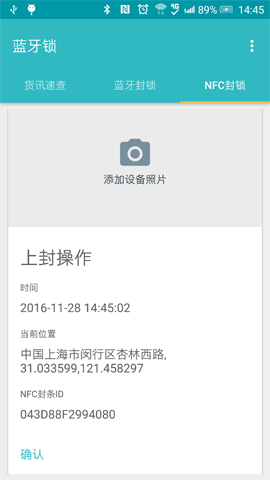 89% 14:45
蓝牙锁
货讯速查 蓝牙封锁 NFC封锁
添加设备照片
上封操作
时间
2016-11-28 14:45:02
当前位置
中国上海市闵行区杏林西路,
31.033599,121.458297
NFC封条ID
043D88F2994080
确认